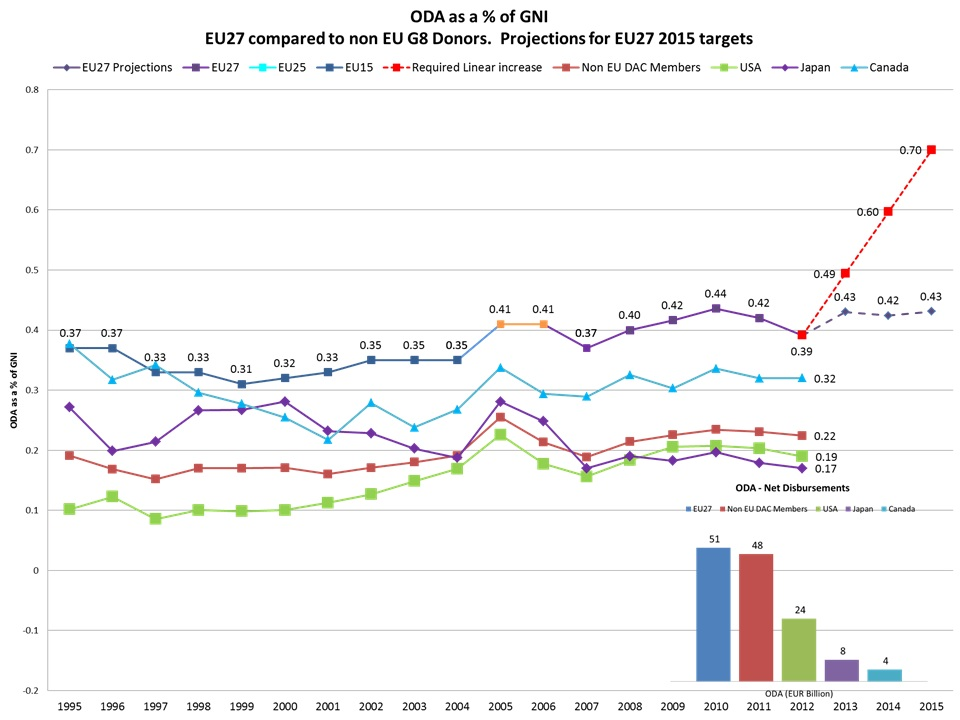 ODA as a % of GNI
EU27 compared to non EU G8 Donors.  Projections for EU27 2015 targets
EU27 Projections EU27 EU25 EU15 Required Linear increase Non EU DAC Members USA Japan Canada
0.8
0.7
0.6
0.5
0.4
0.3
0.2
0.1
0
-0.1
-0.2
ODA as a % of GNI
0.37 0.37 0.33 0.33 0.31 0.32 0.33 0.35 0.35 0.35 0.41 0.41 0.37 0.40 0.42 0.44 0.42 0.39
0.49 0.60 0.70
0.43 0.42 0.43
0.32
0.22
0.19
0.17
ODA - Net Disbursements
EU27 Non EU DAC Members USA Japan Canada
51 48 24 8 4
ODA (EUR Billion)
1995 1996 1997 1998 1999 2000 2001 2002 2003 2004 2005 2006 2007 2008 2009 2010 2011 2012 2013 2014 2015